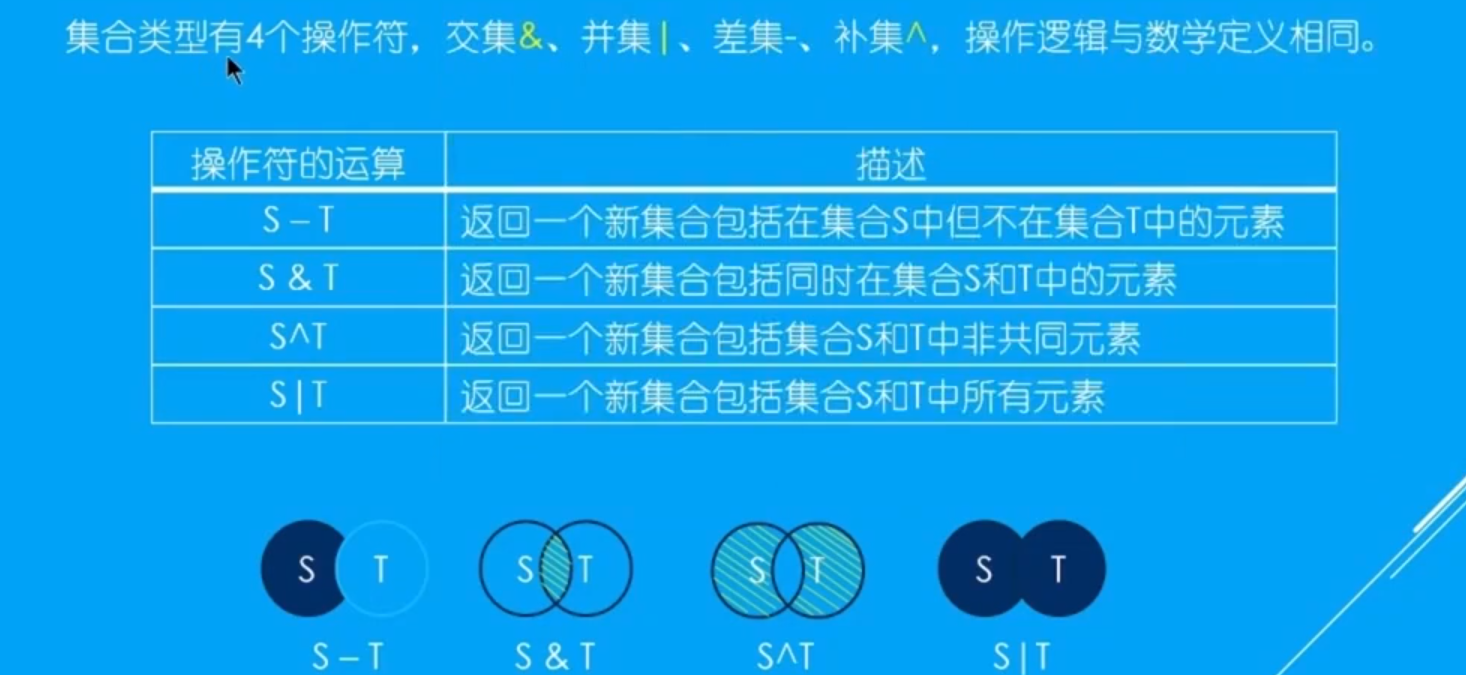 集合类型有4个操作符，交集&、并集|、差集-、补集^，操作逻辑与数学定义相同。
操作符的运算 描述
S – T 返回一个新集合包括在集合S中但不在集合T中的元素
S & T 返回一个新集合包括同时在集合S和T中的元素
S^T 返回一个新集合包括集合S和T中非共同元素
S|T 返回一个新集合包括集合S和T中所有元素
S T S T S T S T
S – T S & T S^T S|T